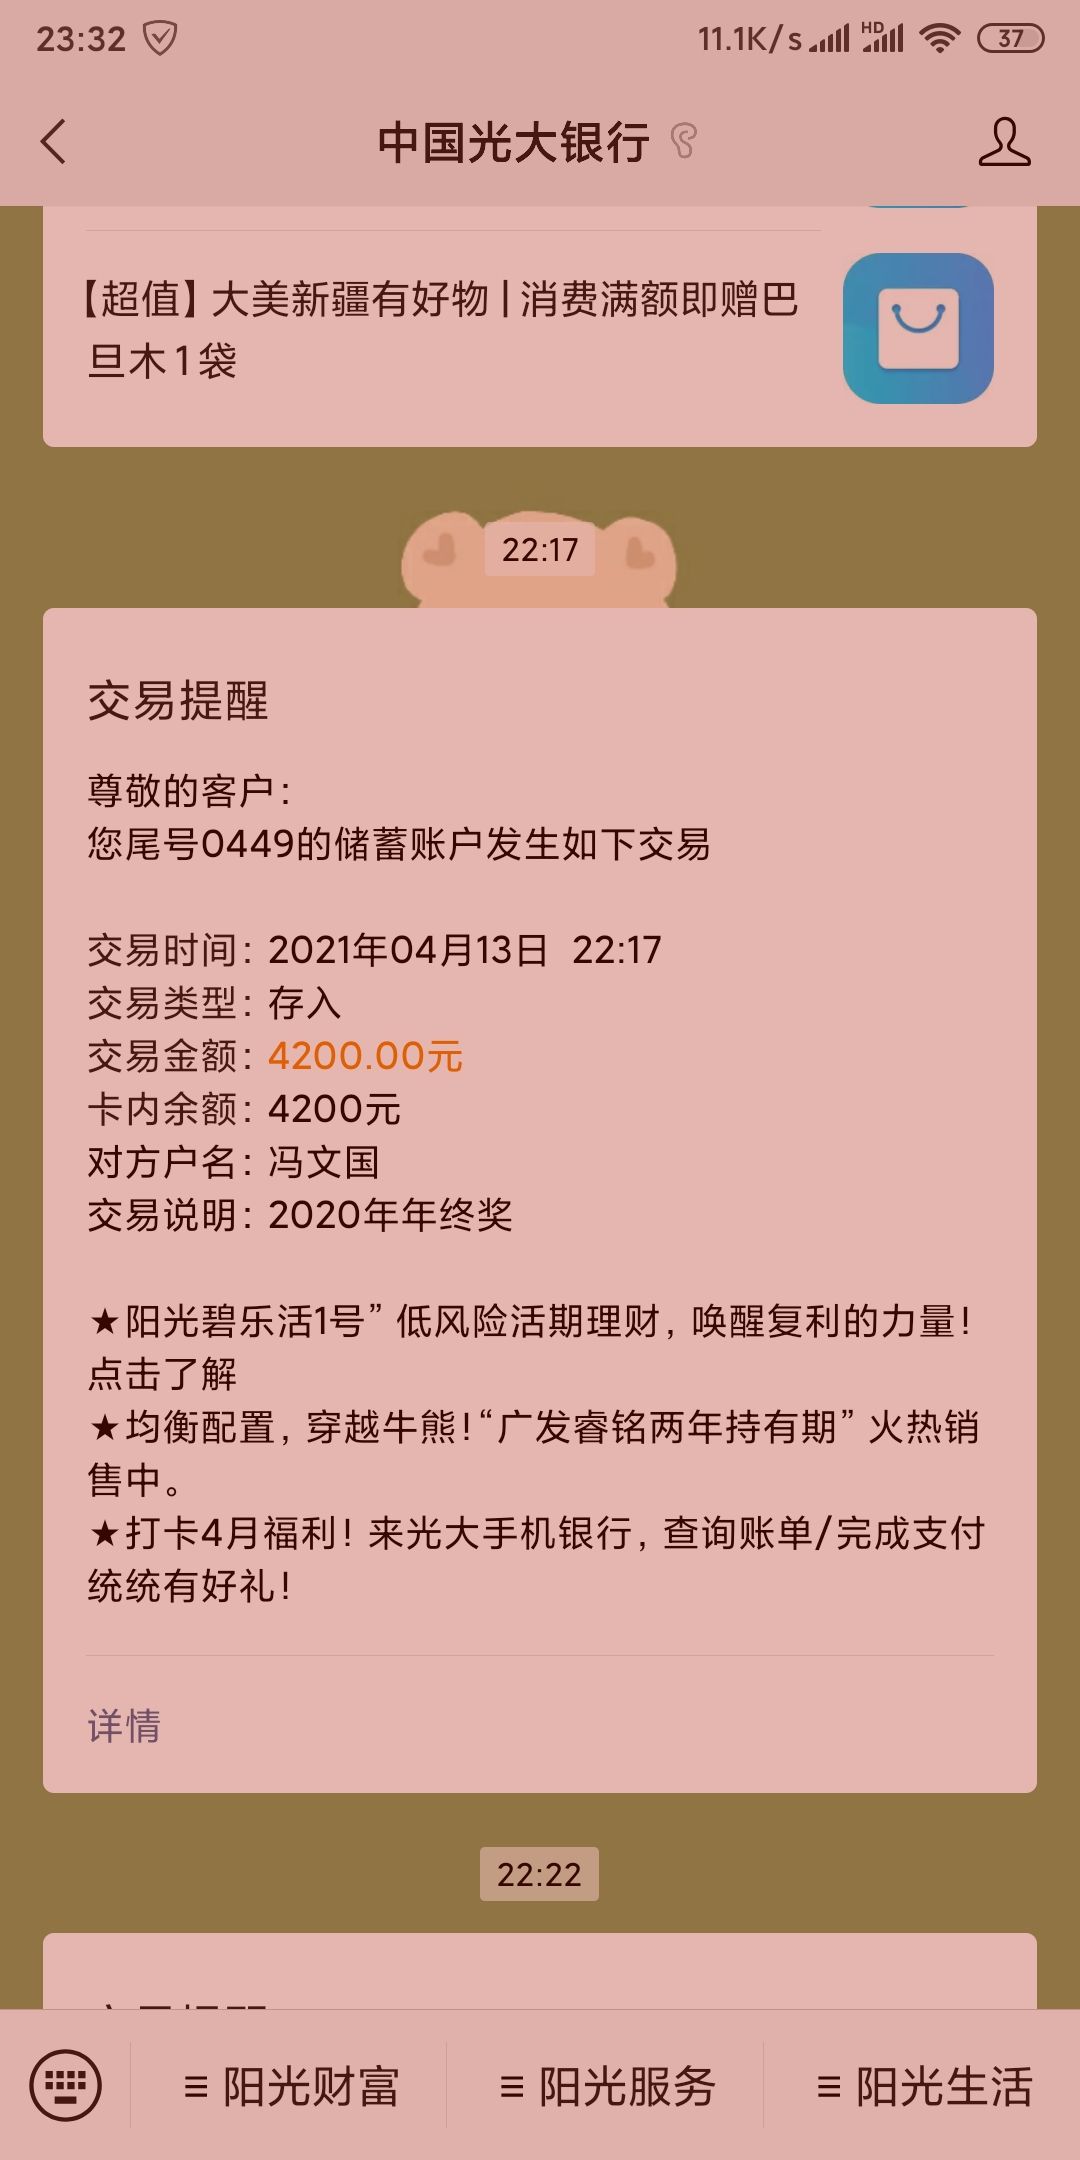 23:32
11.1K/s
HD
37
中国光大银行
【超值】大美新疆有好物 | 消费满额即赠巴
旦木1袋
22:17
交易提醒
尊敬的客户：
您尾号0449的储蓄账户发生如下交易
交易时间：2021年04月13日 22:17
交易类型：存入
交易金额：4200.00元
卡内余额：4200元
对方户名：冯文国
交易说明：2020年年终奖
★阳光碧乐活1号” 低风险活期理财，唤醒复利的力量！
点击了解
★均衡配置，穿越牛熊！“广发睿铭两年持有期” 火热销
售中。
★打卡4月福利！来光大手机银行，查询账单/完成支付
统统有好礼！
详情
22:22
阳光财富
阳光服务
阳光生活